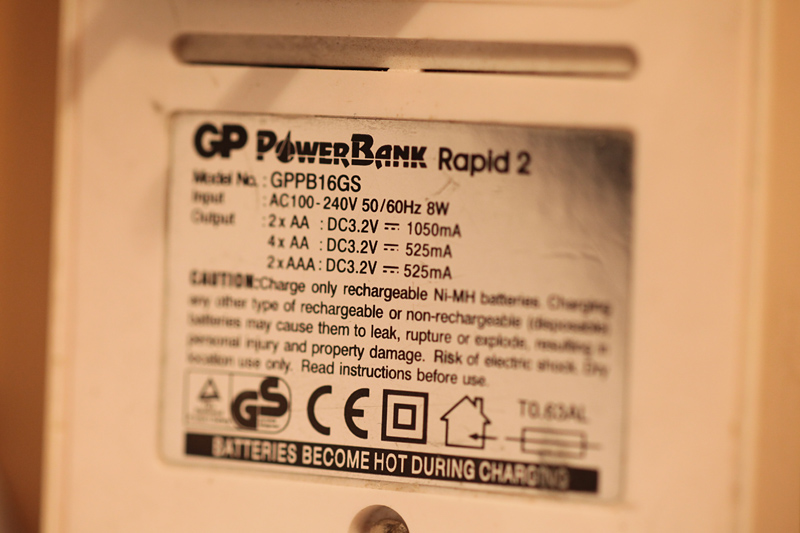 GP PowerBank Rapid 2
Model No. : GPPB16GS
Input : AC100-240V 50/60Hz 8W
Output : 2 x AA : DC3.2V ⎓ 1050mA
4 x AA : DC3.2V ⎓ 525mA
2 x AAA : DC3.2V ⎓ 525mA
CAUTION:Charge only rechargeable Ni-MH batteries. Charging
any other type of rechargeable or non-rechargeable (disposable)
batteries may cause them to leak, rupture or explode, resulting in
personal injury and property damage. Risk of electric shock. Dry
location use only. Read instructions before use.
GS CE T0.63AL
BATTERIES BECOME HOT DURING CHARGING